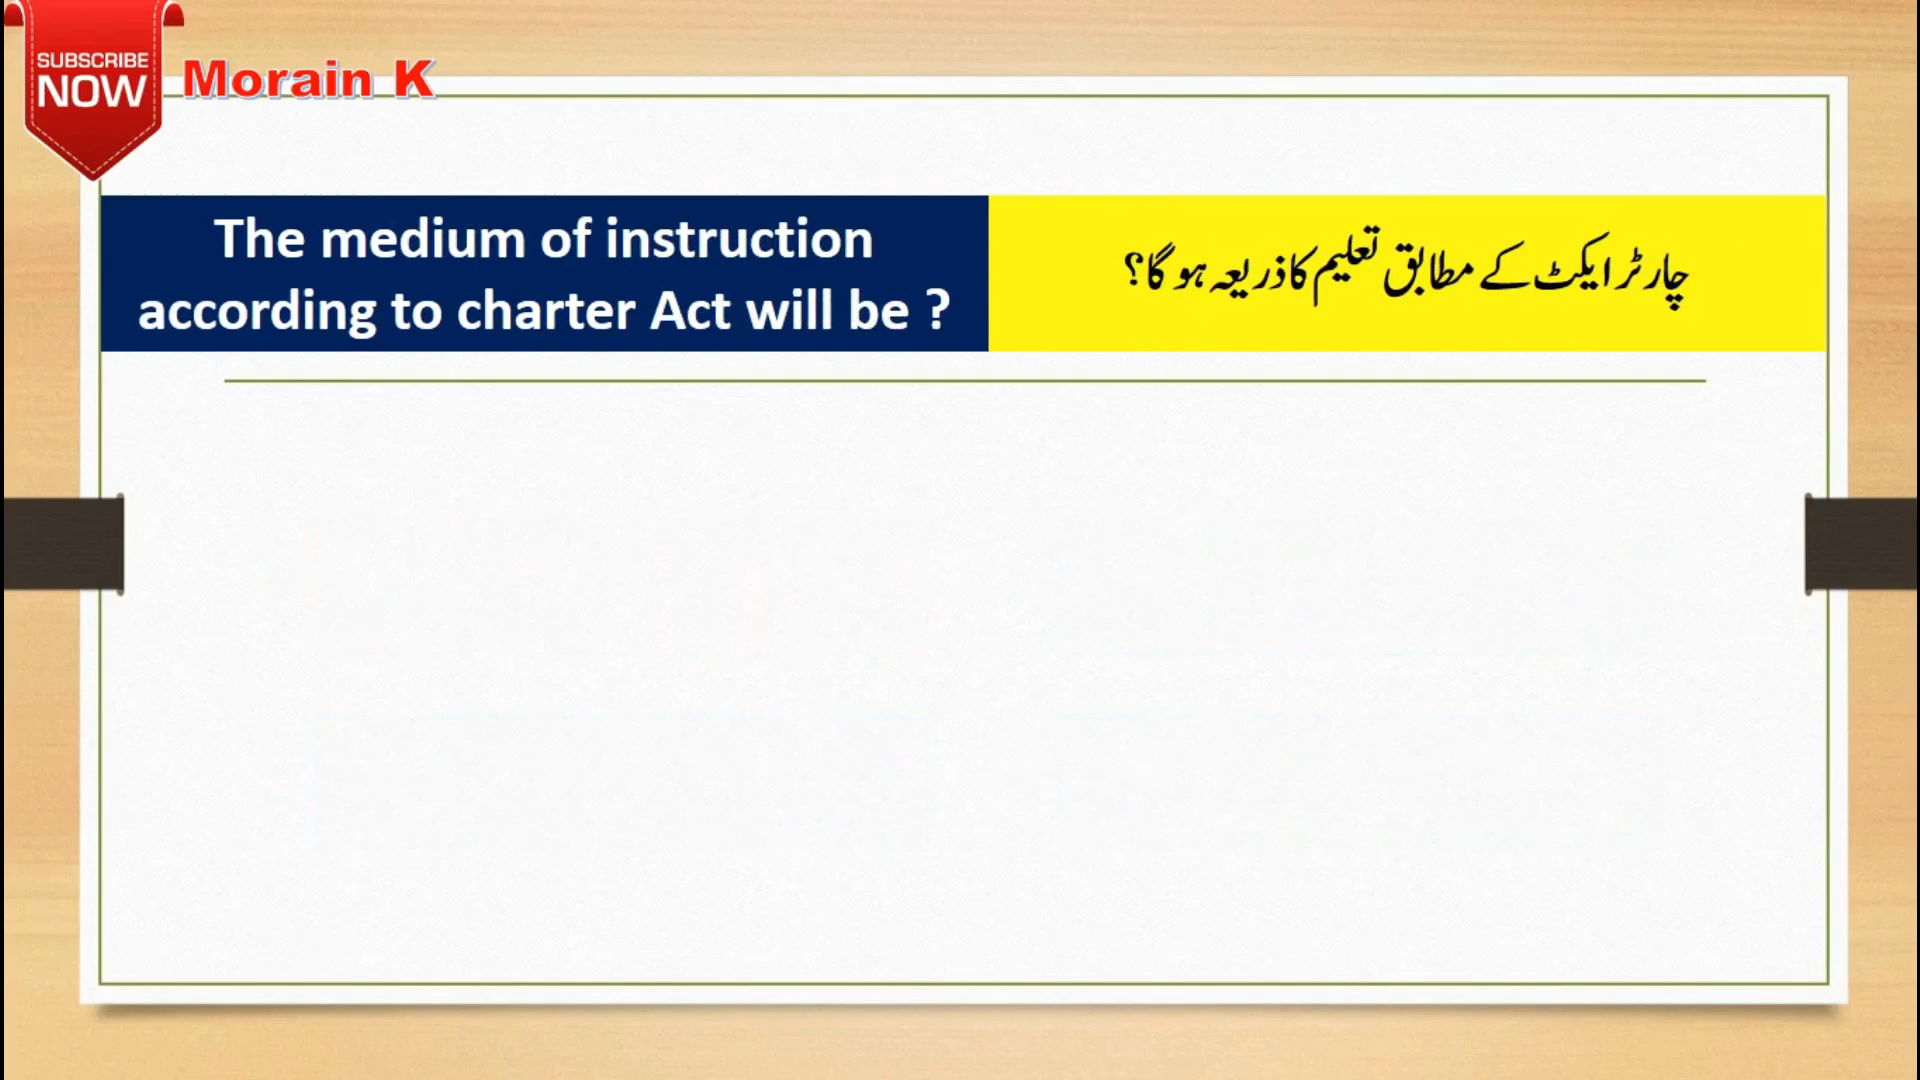 SUBSCRIBE
NOW
Morain K
The medium of instruction
according to charter Act will be ?
چارٹر ایکٹ کے مطابق تعلیم کا ذریعہ ہو گا؟